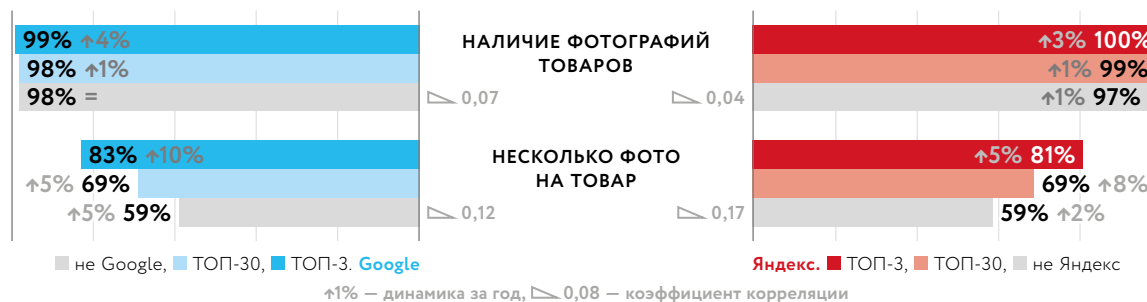 99% ↑4%
98% ↑1%
98% =
НАЛИЧИЕ ФОТОГРАФИЙ
ТОВАРОВ
0,07
0,04
↑3% 100%
↑1% 99%
↑1% 97%
83% ↑10%
↑5% 69%
↑5% 59%
НЕСКОЛЬКО ФОТО
НА ТОВАР
0,12
0,17
↑5% 81%
69% ↑8%
59% ↑2%
не Google, ТОП-30, ТОП-3. Google
Яндекс. ТОП-3, ТОП-30, не Яндекс
↑1% — динамика за год, 0,08 — коэффициент корреляции